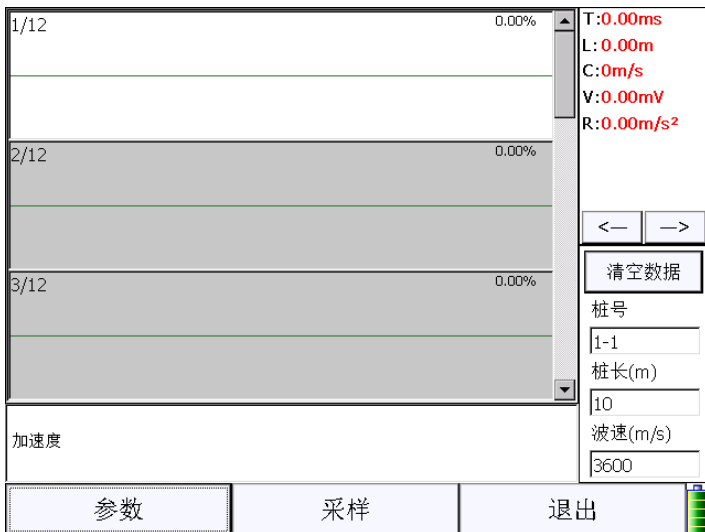 1/12 0.00%
2/12 0.00%
3/12 0.00%
加速度
T:0.00ms
L:0.00m
C:0m/s
V:0.00mV
R:0.00m/s²
<— —>
清空数据
桩号
1-1
桩长(m)
10
波速(m/s)
3600
参数 采样 退出